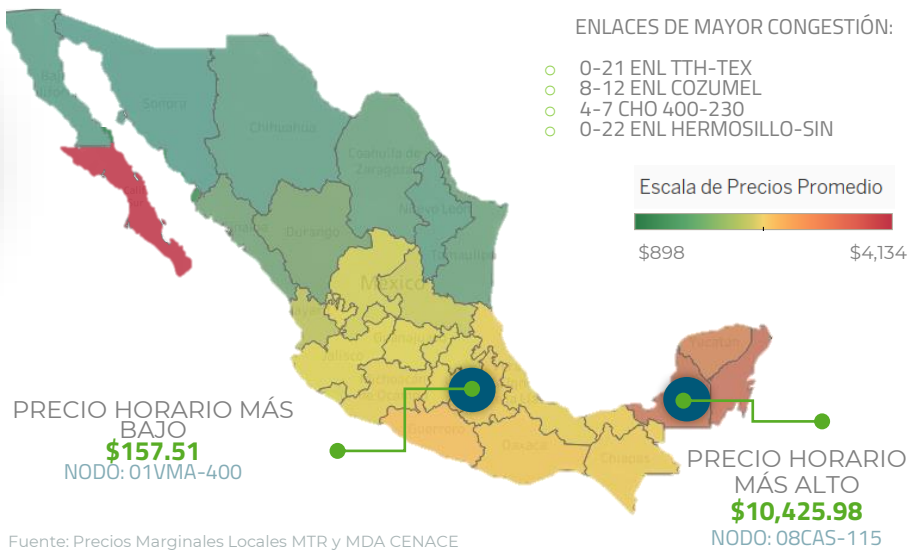 ENLACES DE MAYOR CONGESTIÓN:
0-21 ENL TTH-TEX
8-12 ENL COZUMEL
4-7 CHO 400-230
0-22 ENL HERMOSILLO-SIN
Escala de Precios Promedio
$898
$4,134
Sonora
Chihuahua
Coahuila de
Zaragoza
Nuevo León
Durango
Tamaulipas
México
Jalisco
Yucatán
Guerrero
Oaxaca
Chiapas
PRECIO HORARIO MÁS
BAJO
$157.51
NODO: 01VMA-400
PRECIO HORARIO
MÁS ALTO
$10,425.98
NODO: 08CAS-115
Fuente: Precios Marginales Locales MTR y MDA CENACE